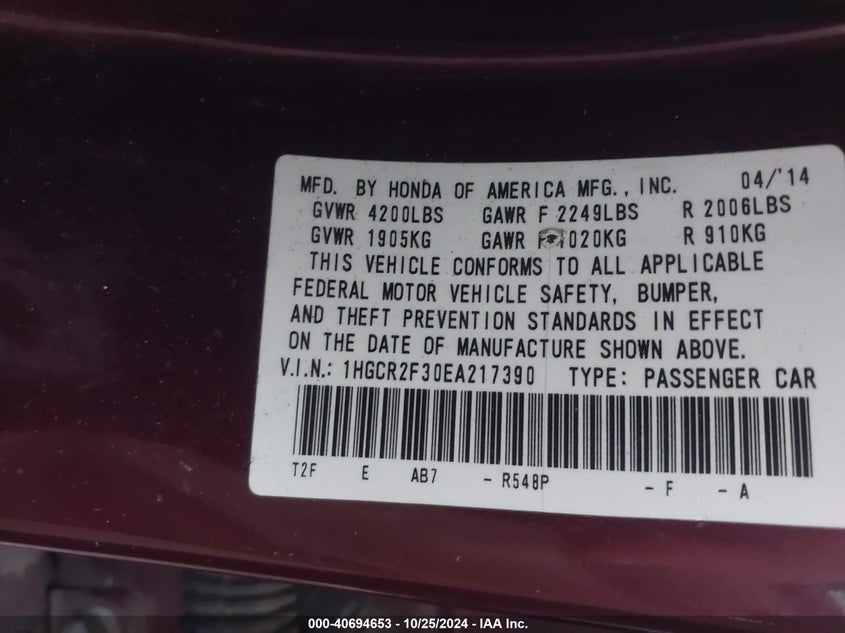 MFD. BY HONDA OF AMERICA MFG., INC. 04/'14
GVWR 4200LBS GAWR F 2249LBS R 2006LBS
GVWR 1905KG GAWR F 1020KG R 910KG
THIS VEHICLE CONFORMS TO ALL APPLICABLE
FEDERAL MOTOR VEHICLE SAFETY, BUMPER,
AND THEFT PREVENTION STANDARDS IN EFFECT
ON THE DATE OF MANUFACTURE SHOWN ABOVE.
V.I.N.: 1HGCR2F30EA217390 TYPE: PASSENGER CAR
T2F E AB7 - R548P - F - A
000-40694653 - 10/25/2024 - IAA Inc.